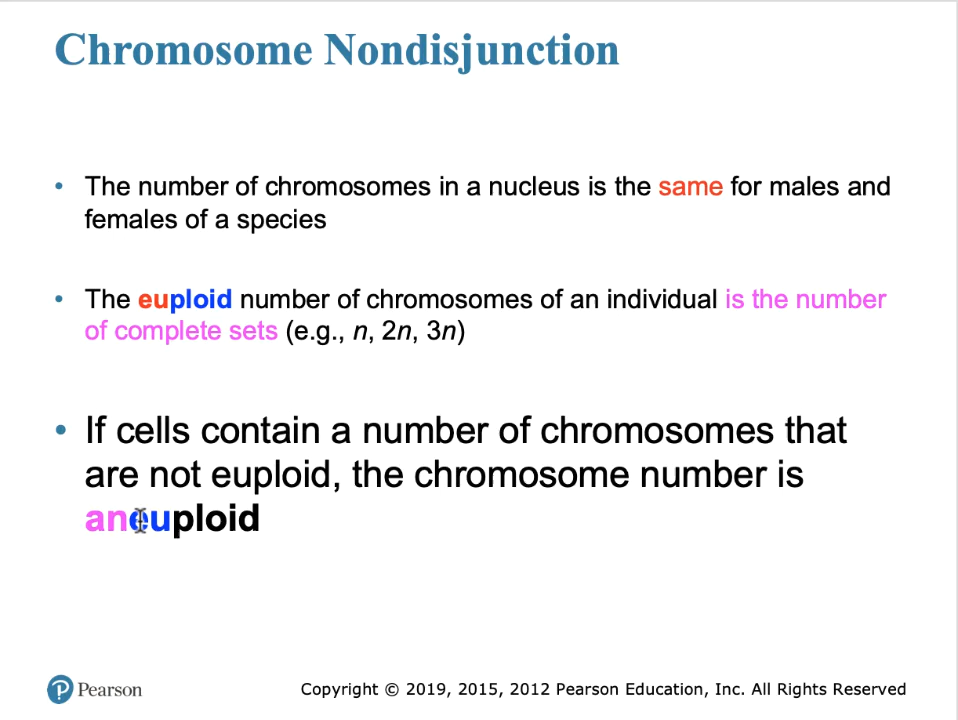 Chromosome Nondisjunction
• The number of chromosomes in a nucleus is the same for males and
females of a species
• The euploid number of chromosomes of an individual is the number
of complete sets (e.g., n, 2n, 3n)
• If cells contain a number of chromosomes that
are not euploid, the chromosome number is
aneuploid
Pearson
Copyright © 2019, 2015, 2012 Pearson Education, Inc. All Rights Reserved